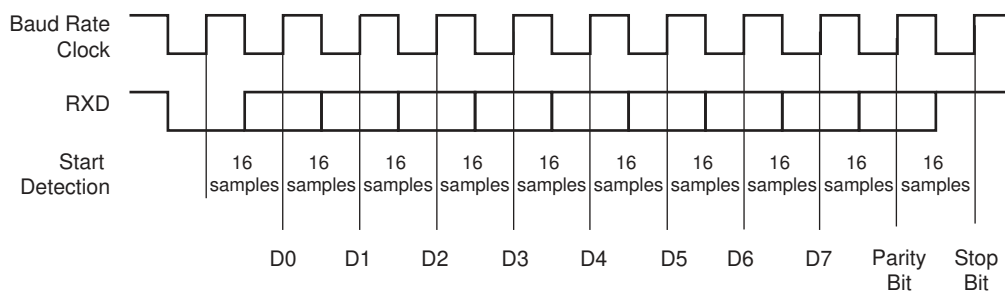 Baud Rate
Clock
RXD
Start
Detection
16 16 16 16 16 16 16 16 16 16
samples samples samples samples samples samples samples samples samples samples
D0 D1 D2 D3 D4 D5 D6 D7 Parity Stop
Bit Bit